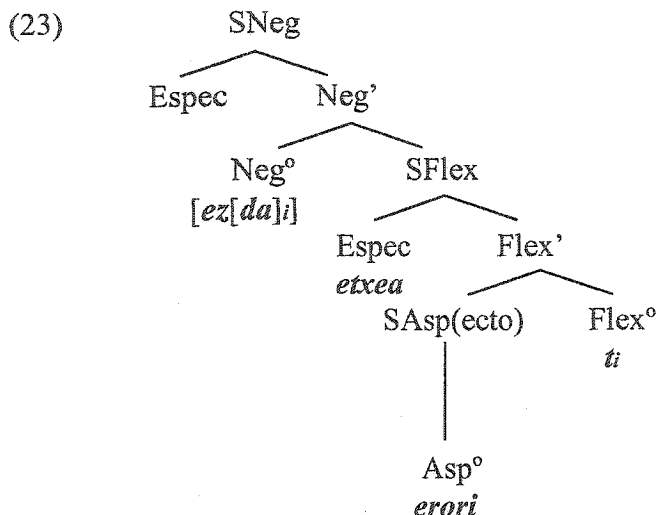 (23) SNeg
Espec Neg’
Negº SFlex
[ez[da]i]
Espec Flex’
etxea
SAsp(ecto) Flexº
ti
Aspº
erori